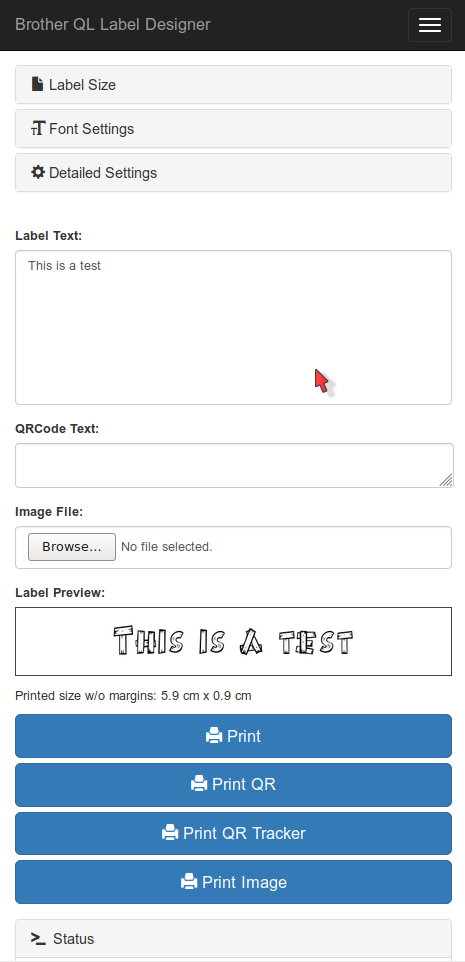 Brother QL Label Designer
Label Size
Font Settings
Detailed Settings
Label Text:
This is a test
QRCode Text:
Image File:
Browse... No file selected.
Label Preview:
THIS IS A TEST
Printed size w/o margins: 5.9 cm x 0.9 cm
Print
Print QR
Print QR Tracker
Print Image
Status